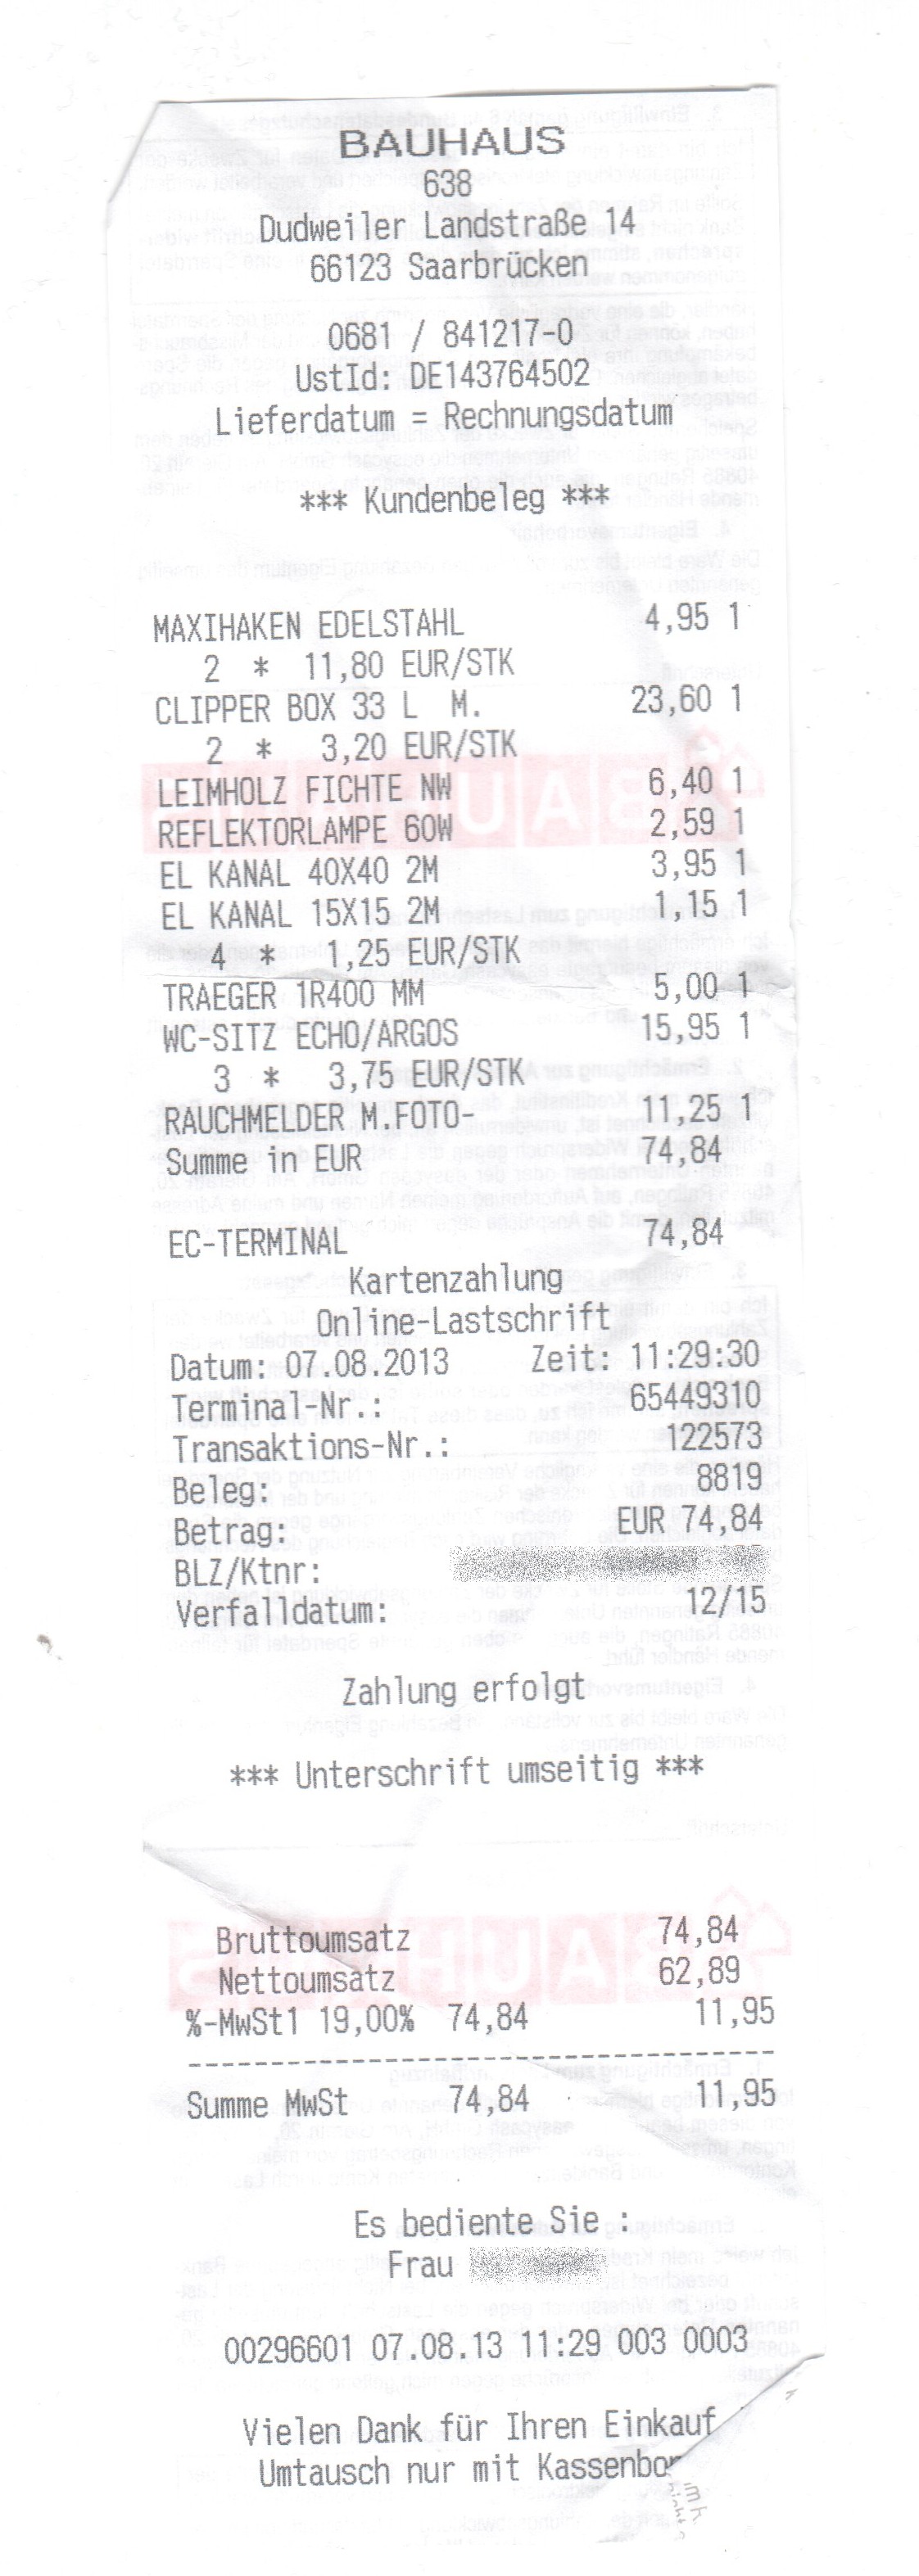 BAUHAUS
638
Dudweiler Landstraße 14
66123 Saarbrücken
0681 / 841217-0
UstId: DE143764502
Lieferdatum = Rechnungsdatum
*** Kundenbeleg ***
MAXIHAKEN EDELSTAHL 4,95 1
2 * 11,80 EUR/STK
CLIPPER BOX 33 L M. 23,60 1
2 * 3,20 EUR/STK
LEIMHOLZ FICHTE NW 6,40 1
REFLEKTORLAMPE 60W 2,59 1
EL KANAL 40X40 2M 3,95 1
EL KANAL 15X15 2M 1,15 1
4 * 1,25 EUR/STK
TRAEGER 1R400 MM 5,00 1
WC-SITZ ECHO/ARGOS 15,95 1
3 * 3,75 EUR/STK
RAUCHMELDER M.FOTO- 11,25 1
Summe in EUR 74,84
EC-TERMINAL 74,84
Kartenzahlung
Online-Lastschrift
Datum: 07.08.2013 Zeit: 11:29:30
Terminal-Nr.: 65449310
Transaktions-Nr.: 122573
Beleg: 8819
Betrag: EUR 74,84
BLZ/Ktnr:
Verfalldatum: 12/15
Zahlung erfolgt
*** Unterschrift umseitig ***
Bruttoumsatz 74,84
Nettoumsatz 62,89
%-MwSt1 19,00% 74,84 11,95
Summe MwSt 74,84 11,95
Es bediente Sie :
Frau
00296601 07.08.13 11:29 003 0003
Vielen Dank für Ihren Einkauf
Umtausch nur mit